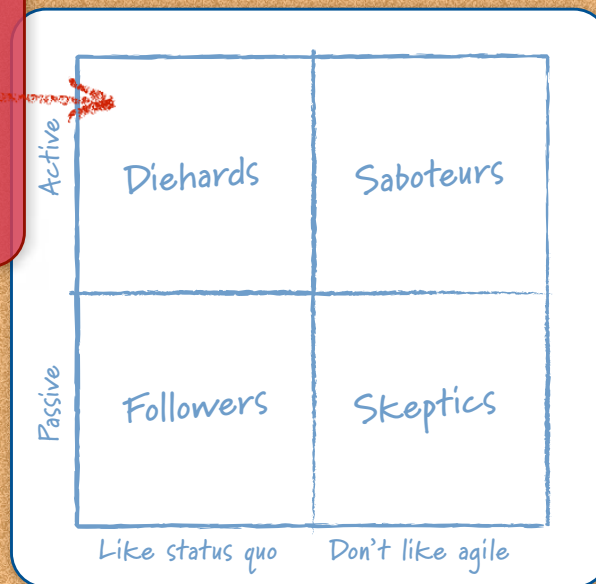 Active
Diehards
Saboteurs
Passive
Followers
Skeptics
Like status quo
Don't like agile